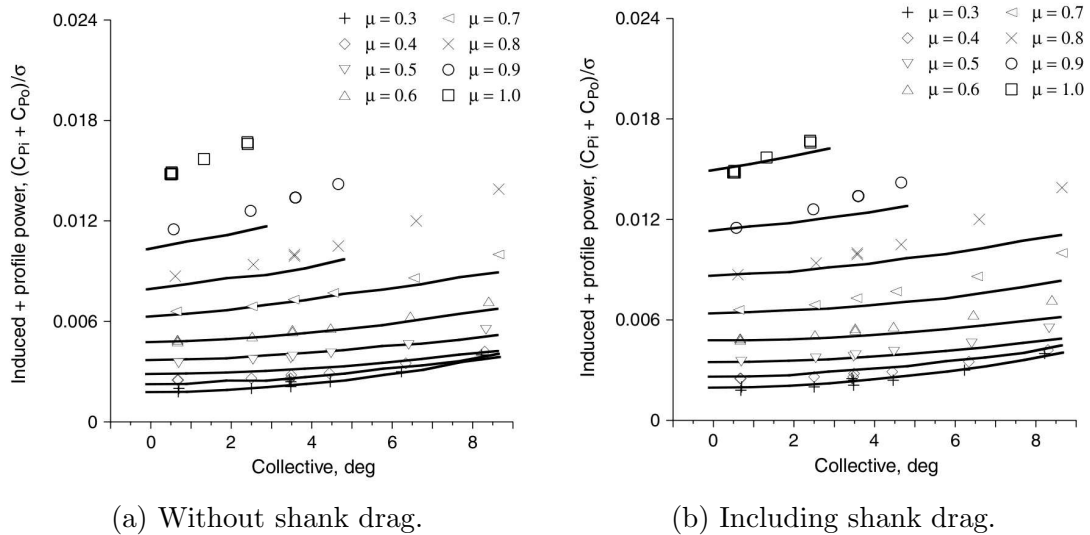 0.024
0.018
0.012
0.006
0
Induced + profile power, (C_Pi + C_Po)/σ
μ = 0.3
μ = 0.4
μ = 0.5
μ = 0.6
μ = 0.7
μ = 0.8
μ = 0.9
μ = 1.0
0 2 4 6 8
Collective, deg
(a) Without shank drag.
0.024
0.018
0.012
0.006
0
Induced + profile power, (C_Pi + C_Po)/σ
μ = 0.3
μ = 0.4
μ = 0.5
μ = 0.6
μ = 0.7
μ = 0.8
μ = 0.9
μ = 1.0
0 2 4 6 8
Collective, deg
(b) Including shank drag.